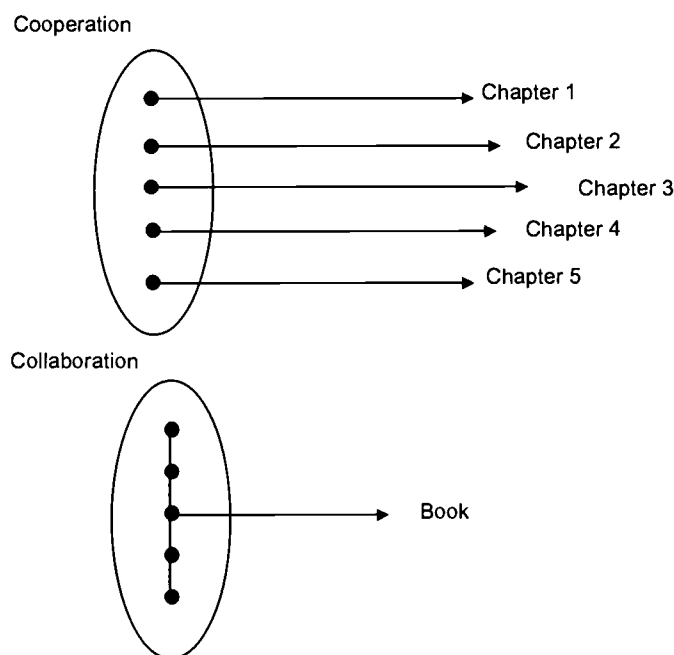 Cooperation
Chapter 1
Chapter 2
Chapter 3
Chapter 4
Chapter 5
Collaboration
Book